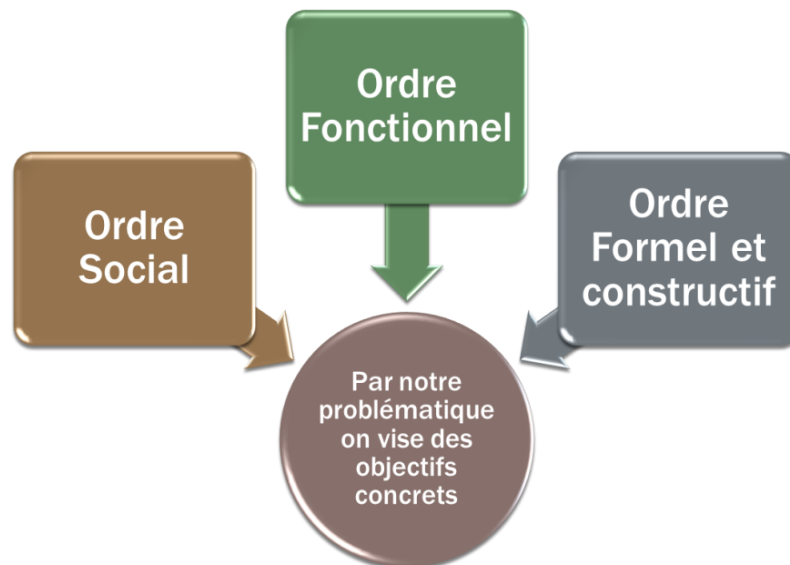 Ordre
Fonctionnel
Ordre
Social
Ordre
Formel et
constructif
Par notre
problématique
on vise des
objectifs
concrets